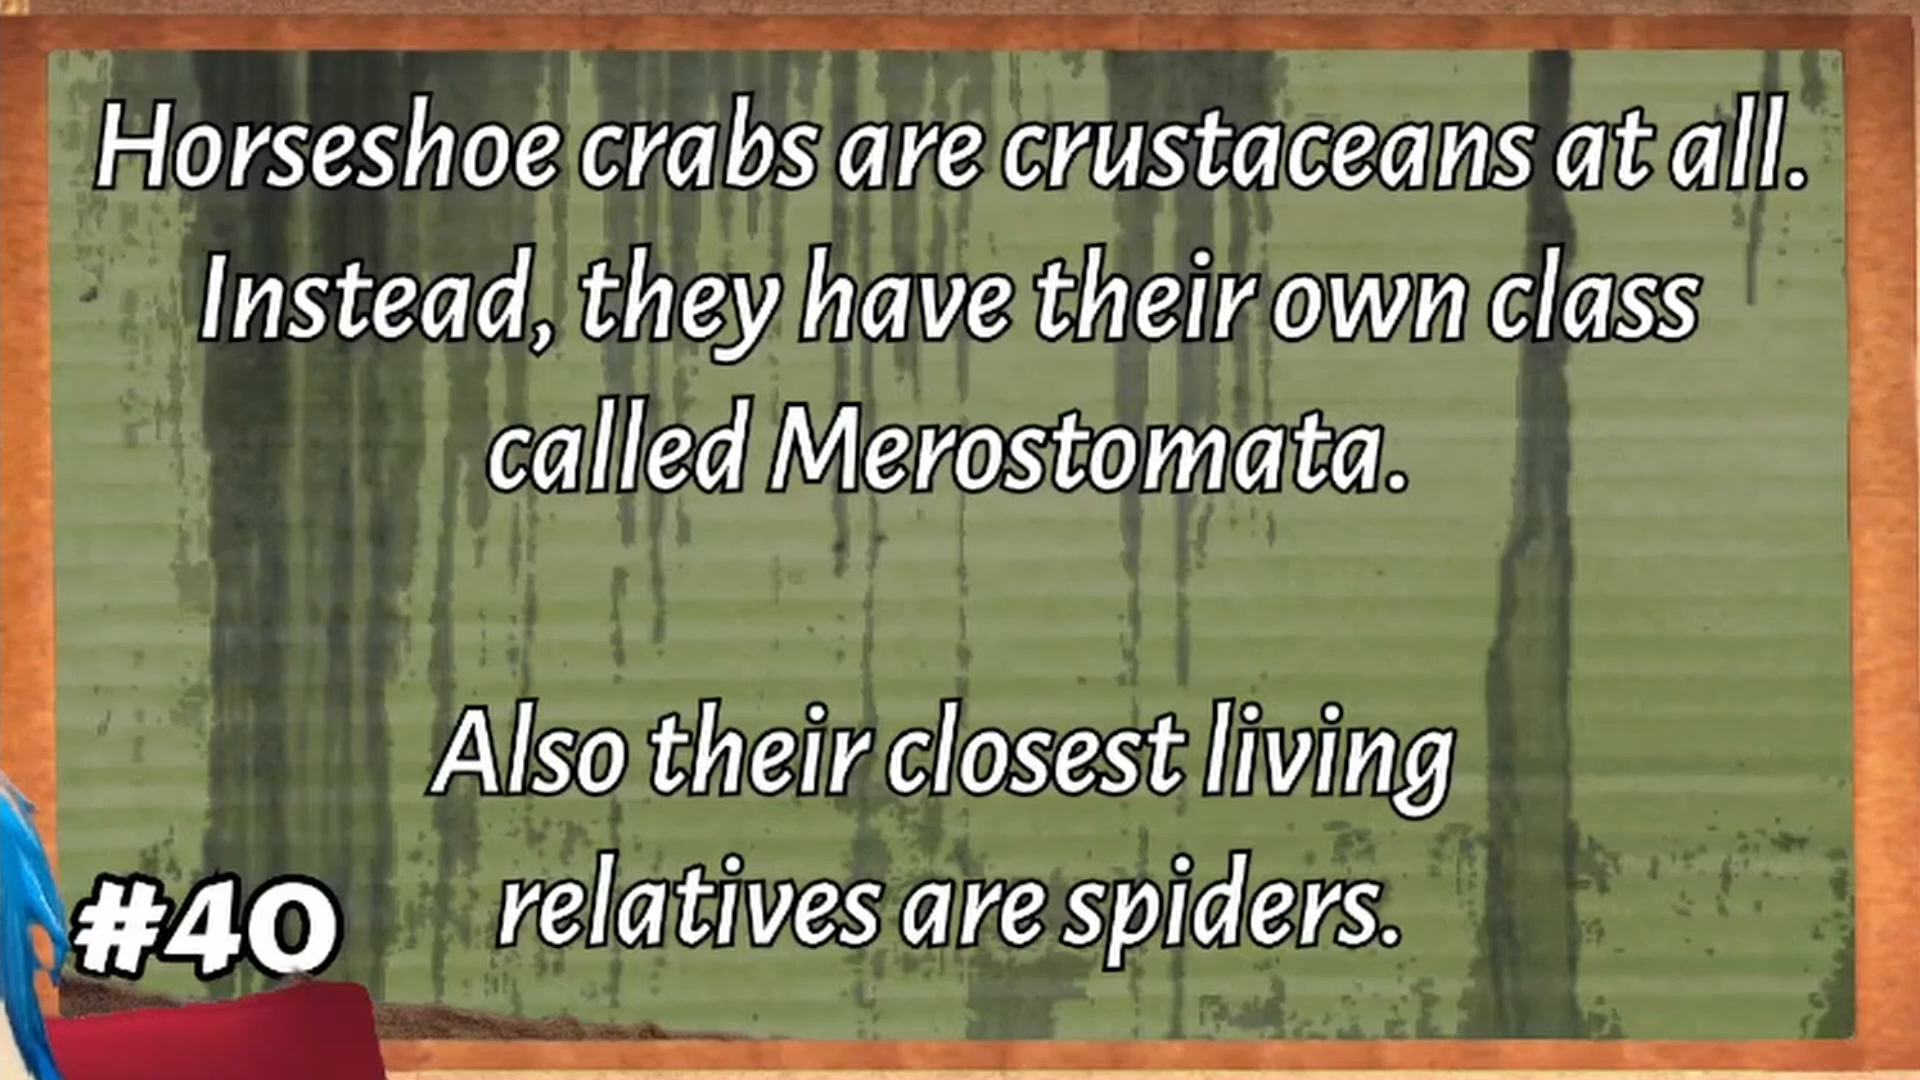 Horseshoe crabs are crustaceans at all.
Instead, they have their own class
called Merostomata.
Also their closest living
relatives are spiders.
#40